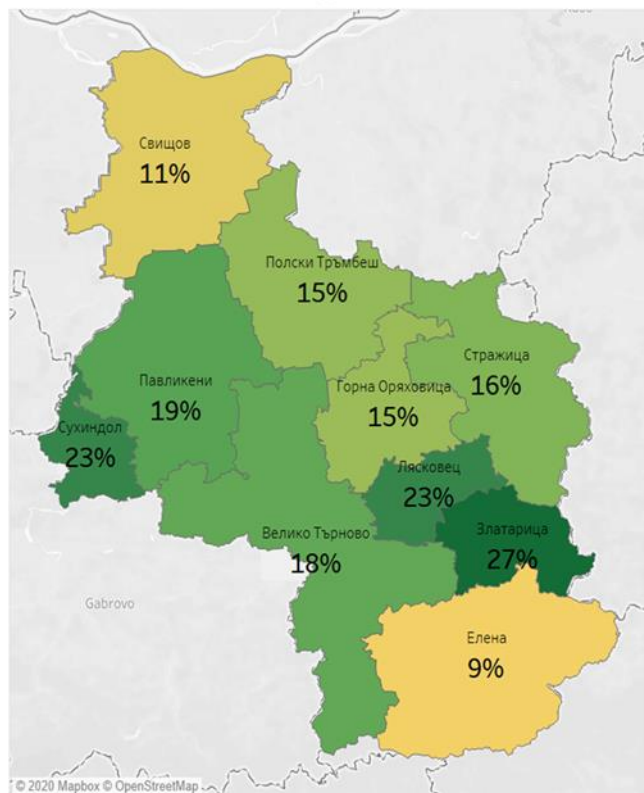 Свищов
11%
Полски Тръмбеш
15%
Стражица
16%
Павликени
19%
Горна Оряховица
15%
Сухиндол
23%
Лясковец
23%
Златарица
27%
Велико Търново
18%
Gabrovo
Елена
9%
© 2020 Mapbox © OpenStreetMap